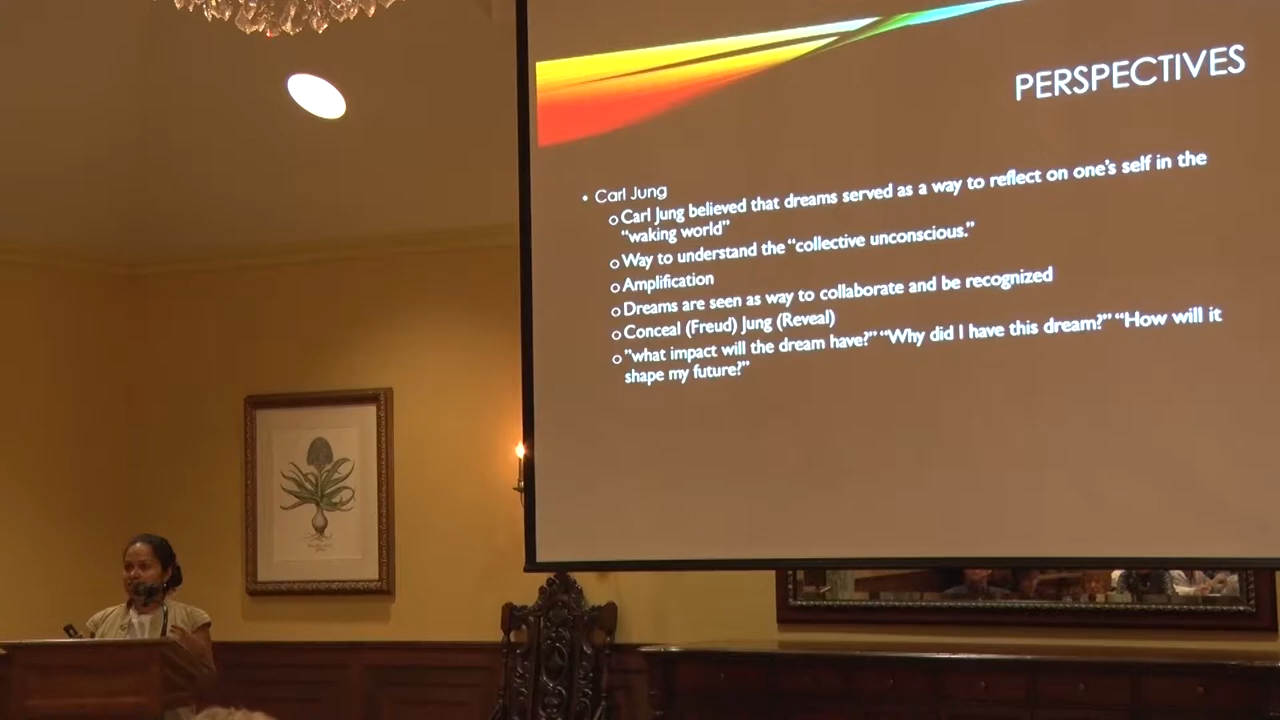 PERSPECTIVES
• Carl Jung
o Carl Jung believed that dreams served as a way to reflect on one's self in the
"waking world"
o Way to understand the "collective unconscious."
o Amplification
o Dreams are seen as way to collaborate and be recognized
o Conceal (Freud) Jung (Reveal)
o "what impact will the dream have?" "Why did I have this dream?" "How will it
shape my future?"